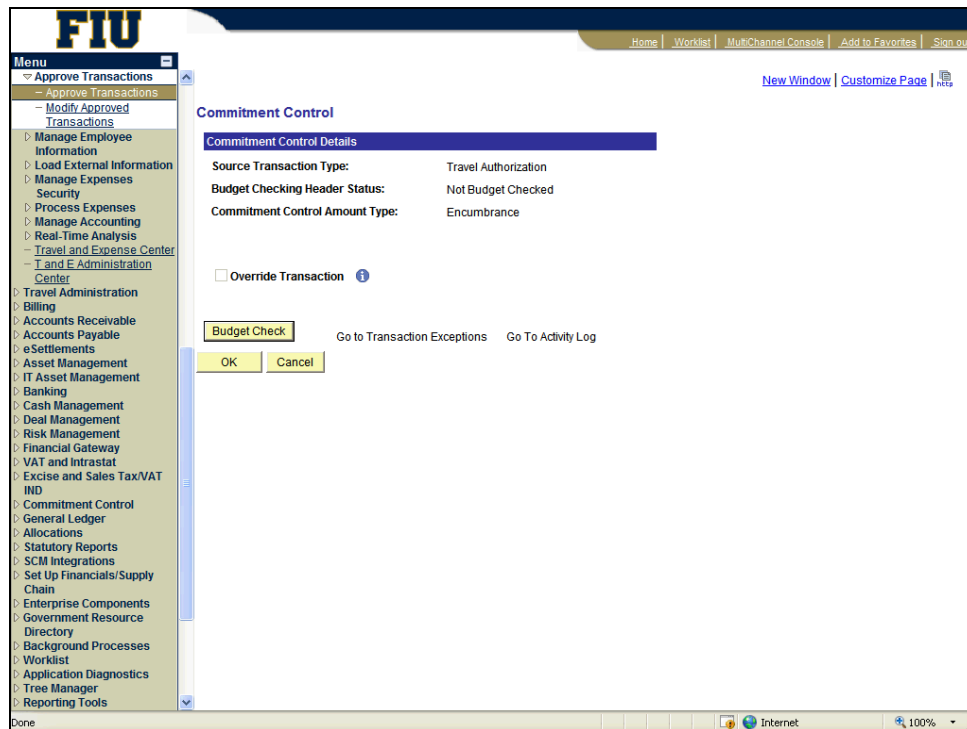 FIU
Home | Worklist | MultiChannel Console | Add to Favorites | Sign ou
Menu
Approve Transactions
Approve Transactions
Modify Approved
Transactions
Manage Employee
Information
Load External Information
Manage Expenses
Security
Process Expenses
Manage Accounting
Real-Time Analysis
Travel and Expense Center
T and E Administration
Center
Travel Administration
Billing
Accounts Receivable
Accounts Payable
eSettlements
Asset Management
IT Asset Management
Banking
Cash Management
Deal Management
Risk Management
Financial Gateway
VAT and Intrastat
Excise and Sales Tax/VAT
IND
Commitment Control
General Ledger
Allocations
Statutory Reports
SCM Integrations
Set Up Financials/Supply
Chain
Enterprise Components
Government Resource
Directory
Background Processes
Worklist
Application Diagnostics
Tree Manager
Reporting Tools
New Window | Customize Page | http
Commitment Control
Commitment Control Details
Source Transaction Type: Travel Authorization
Budget Checking Header Status: Not Budget Checked
Commitment Control Amount Type: Encumbrance
Override Transaction
Budget Check Go to Transaction Exceptions Go To Activity Log
OK Cancel
Done Internet 100%